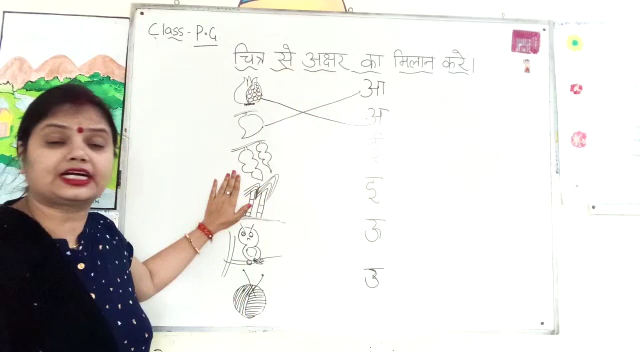 Class - P.G
चित्र से अक्षर का मिलान करे।
आ
अ
इ
ऊ
उ